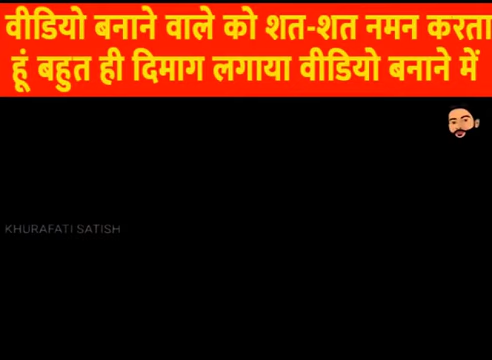 वीडियो बनाने वाले को शत-शत नमन करता
हूं बहुत ही दिमाग लगाया वीडियो बनाने में
KHURAFATI SATISH